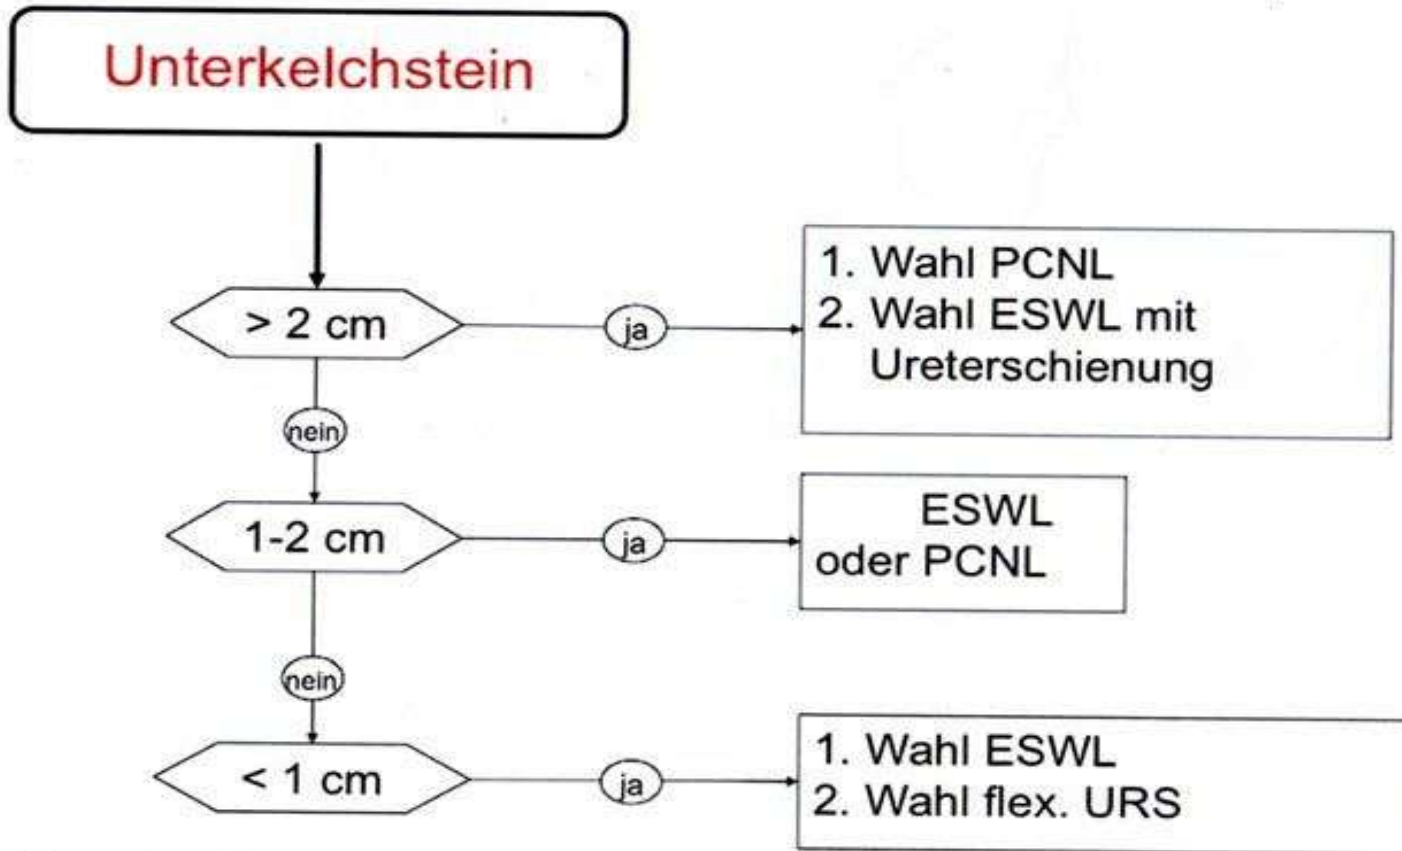 Unterkelchstein
> 2 cm
ja
1. Wahl PCNL
2. Wahl ESWL mit
Ureterschienung
nein
1-2 cm
ja
ESWL
oder PCNL
nein
< 1 cm
ja
1. Wahl ESWL
2. Wahl flex. URS